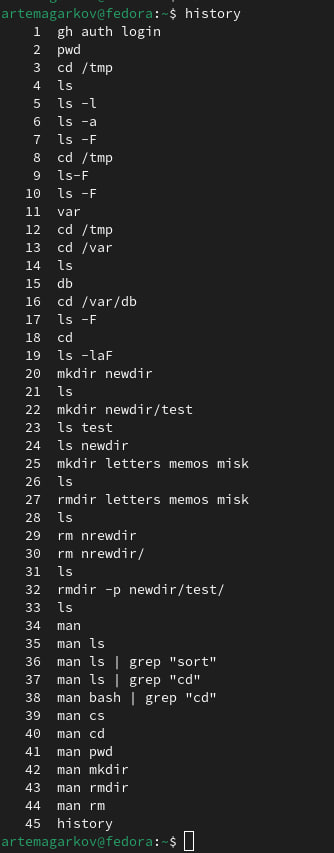 artemagarkov@fedora:~$ history
1 gh auth login
2 pwd
3 cd /tmp
4 ls
5 ls -l
6 ls -a
7 ls -F
8 cd /tmp
9 ls-F
10 ls -F
11 var
12 cd /tmp
13 cd /var
14 ls
15 db
16 cd /var/db
17 ls -F
18 cd
19 ls -laF
20 mkdir newdir
21 ls
22 mkdir newdir/test
23 ls test
24 ls newdir
25 mkdir letters memos misk
26 ls
27 rmdir letters memos misk
28 ls
29 rm nrewdir
30 rm nrewdir/
31 ls
32 rmdir -p newdir/test/
33 ls
34 man
35 man ls
36 man ls | grep "sort"
37 man ls | grep "cd"
38 man bash | grep "cd"
39 man cs
40 man cd
41 man pwd
42 man mkdir
43 man rmdir
44 man rm
45 history
artemagarkov@fedora:~$